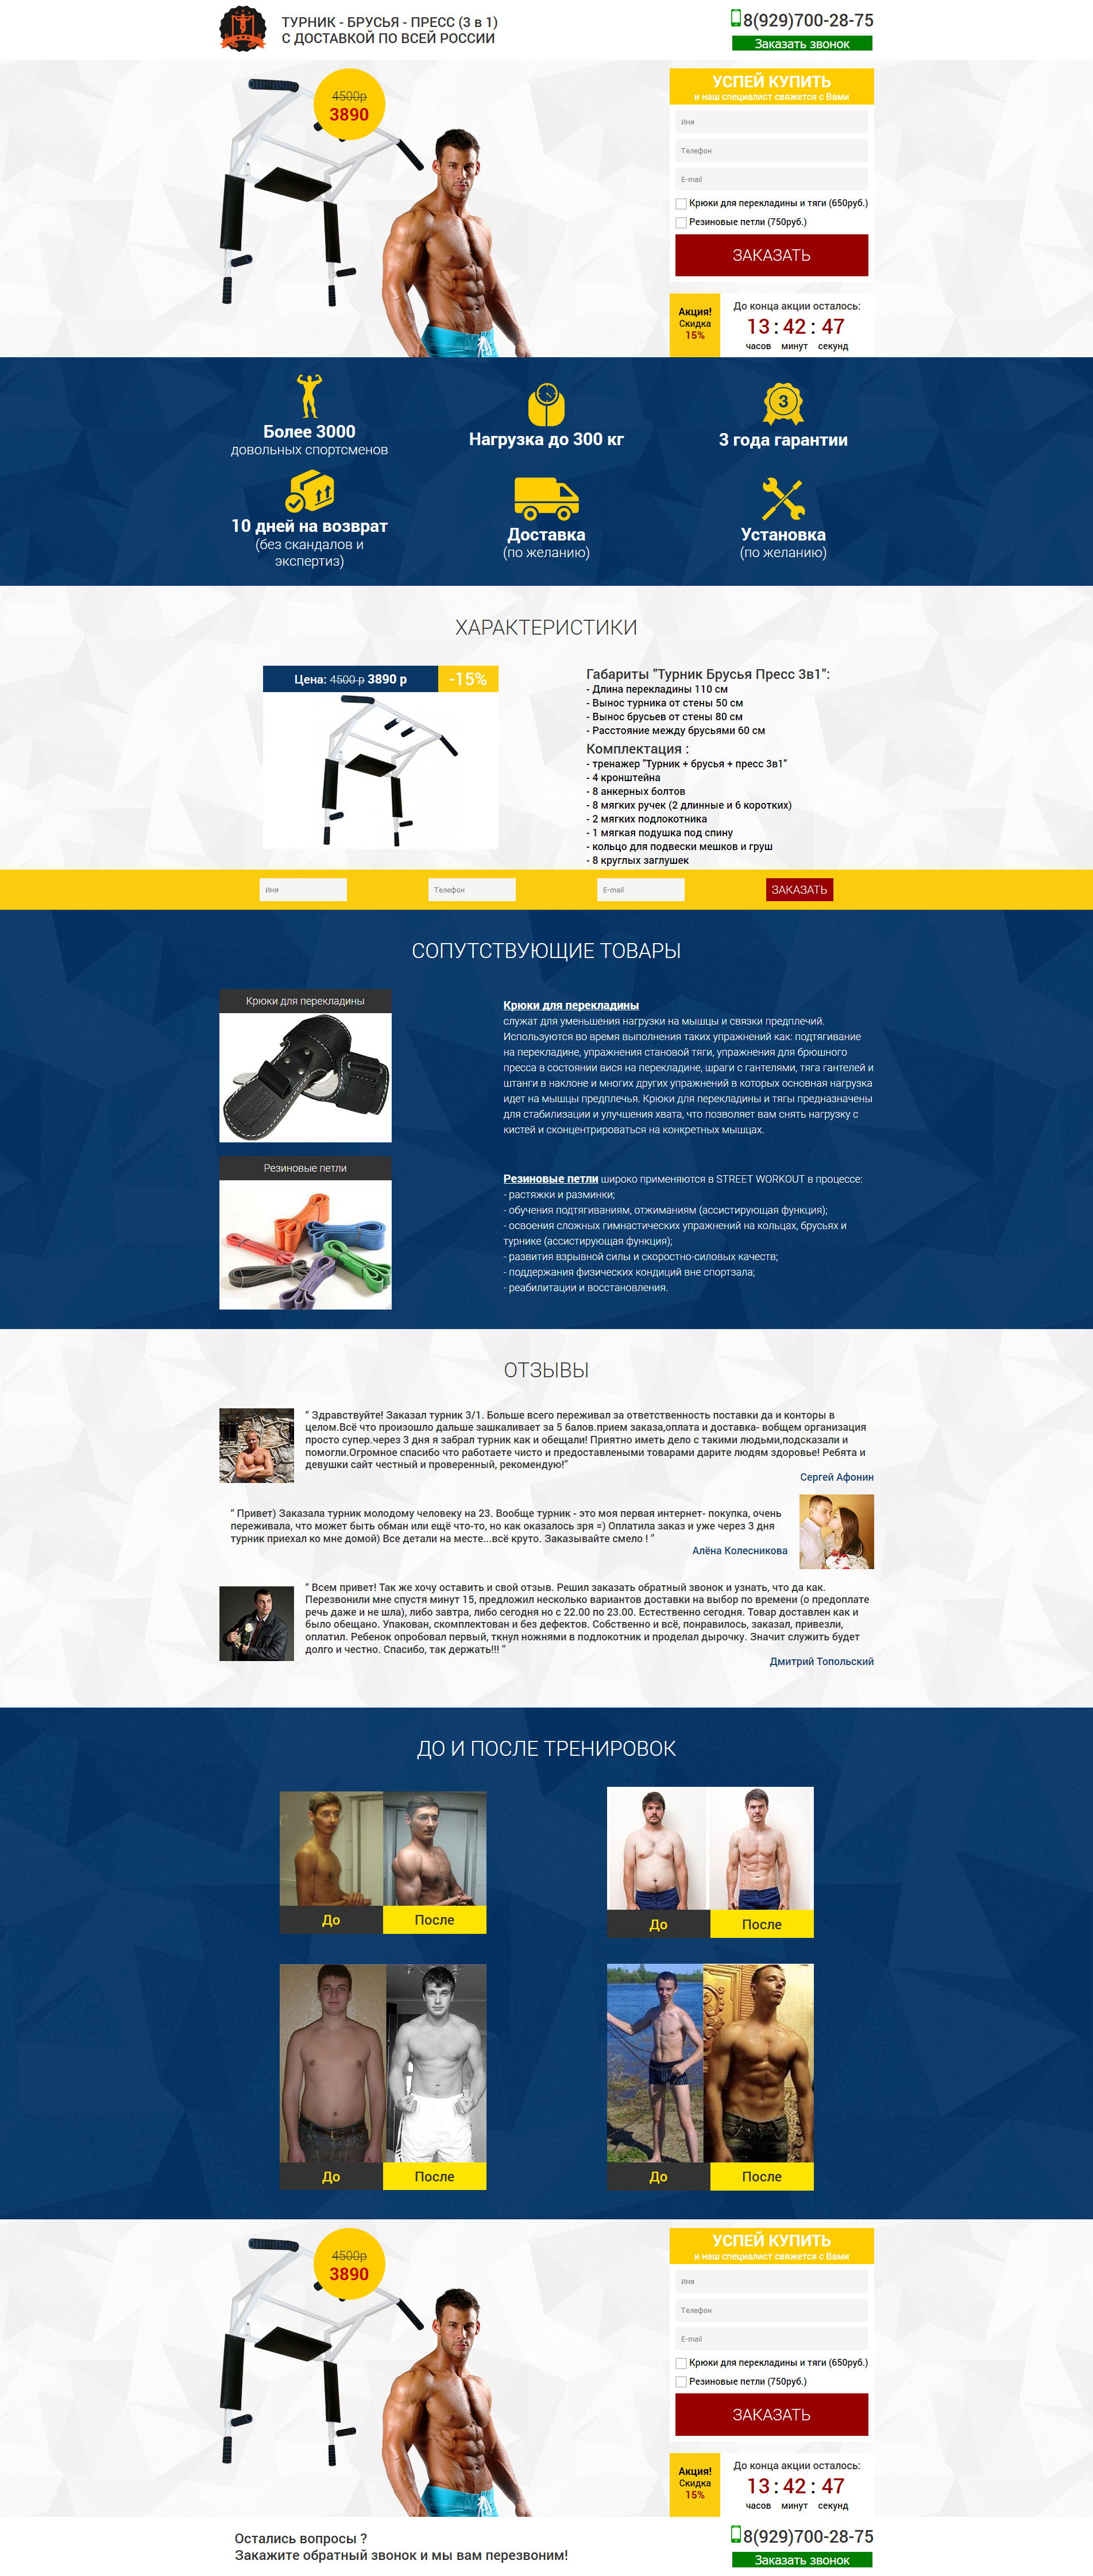 ТУРНИК - БРУСЬЯ - ПРЕСС (3 в 1)
С ДОСТАВКОЙ ПО ВСЕЙ РОССИИ
8(929)700-28-75
Заказать звонок
4500р
3890
УСПЕЙ КУПИТЬ
и наш специалист свяжется с Вами
Имя
Телефон
E-mail
Крюки для перекладины и тяги (650руб.)
Резиновые петли (750руб.)
ЗАКАЗАТЬ
Акция!
Скидка
15%
До конца акции осталось:
13 : 42 : 47
часов минут секунд
Более 3000
довольных спортсменов
Нагрузка до 300 кг
3
3 года гарантии
10 дней на возврат
(без скандалов и
экспертиз)
Доставка
(по желанию)
Установка
(по желанию)
ХАРАКТЕРИСТИКИ
Цена: 4500 р 3890 р
-15%
Габариты "Турник Брусья Пресс 3в1":
- Длина перекладины 110 см
- Вынос турника от стены 50 см
- Вынос брусьев от стены 80 см
- Расстояние между брусьями 60 см
Комплектация :
- тренажер "Турник + брусья + пресс 3в1"
- 4 кронштейна
- 8 анкерных болтов
- 8 мягких ручек (2 длинные и 6 коротких)
- 2 мягких подлокотника
- 1 мягкая подушка под спину
- кольцо для подвески мешков и груш
- 8 круглых заглушек
Имя
Телефон
E-mail
ЗАКАЗАТЬ
СОПУТСТВУЮЩИЕ ТОВАРЫ
Крюки для перекладины
Крюки для перекладины
служат для уменьшения нагрузки на мышцы и связки предплечий.
Используются во время выполнения таких упражнений как: подтягивание
на перекладине, упражнения становой тяги, упражнения для брюшного
пресса в состоянии вися на перекладине, шраги с гантелями, тяга гантелей и
штанги в наклоне и многих других упражнений в которых основная нагрузка
идет на мышцы предплечья. Крюки для перекладины и тягы предназначены
для стабилизации и улучшения хвата, что позволяет вам снять нагрузку с
кистей и сконцентрироваться на конкретных мышцах.
Резиновые петли
Резиновые петли широко применяются в STREET WORKOUT в процессе:
- растяжки и разминки;
- обучения подтягиваниям, отжиманиям (ассистирующая функция);
- освоения сложных гимнастических упражнений на кольцах, брусьях и
турнике (ассистирующая функция);
- развития взрывной силы и скоростно-силовых качеств;
- поддержания физических кондиций вне спортзала;
- реабилитации и восстановления.
ОТЗЫВЫ
“ Здравствуйте! Заказал турник 3/1. Больше всего переживал за ответственность поставки да и конторы в
целом.Всё что произошло дальше зашкаливает за 5 балов.прием заказа,оплата и доставка- вобщем организация
просто супер.через 3 дня я забрал турник как и обещали! Приятно иметь дело с такими людьми,подсказали и
помогли.Огромное спасибо что работаете чисто и предоставлеными товарами дарите людям здоровье! Ребята и
девушки сайт честный и проверенный, рекомендую!”
Сергей Афонин
“ Привет) Заказала турник молодому человеку на 23. Вообще турник - это моя первая интернет- покупка, очень
переживала, что может быть обман или ещё что-то, но как оказалось зря =) Оплатила заказ и уже через 3 дня
турник приехал ко мне домой) Все детали на месте...всё круто. Заказывайте смело ! ”
Алёна Колесникова
“ Всем привет! Так же хочу оставить и свой отзыв. Решил заказать обратный звонок и узнать, что да как.
Перезвонили мне спустя минут 15, предложил несколько вариантов доставки на выбор по времени (о предоплате
речь даже и не шла), либо завтра, либо сегодня но с 22.00 по 23.00. Естественно сегодня. Товар доставлен как и
было обещано. Упакован, скомплектован и без дефектов. Собственно и всё, понравилось, заказал, привезли,
оплатил. Ребенок опробовал первый, ткнул ножнями в подлокотник и проделал дырочку. Значит служить будет
долго и честно. Спасибо, так держать!!! ”
Дмитрий Топольский
ДО И ПОСЛЕ ТРЕНИРОВОК
До После
До После
До После
До После
4500р
3890
УСПЕЙ КУПИТЬ
и наш специалист свяжется с Вами
Имя
Телефон
E-mail
Крюки для перекладины и тяги (650руб.)
Резиновые петли (750руб.)
ЗАКАЗАТЬ
Акция!
Скидка
15%
До конца акции осталось:
13 : 42 : 47
часов минут секунд
Остались вопросы ?
Закажите обратный звонок и мы вам перезвоним!
8(929)700-28-75
Заказать звонок